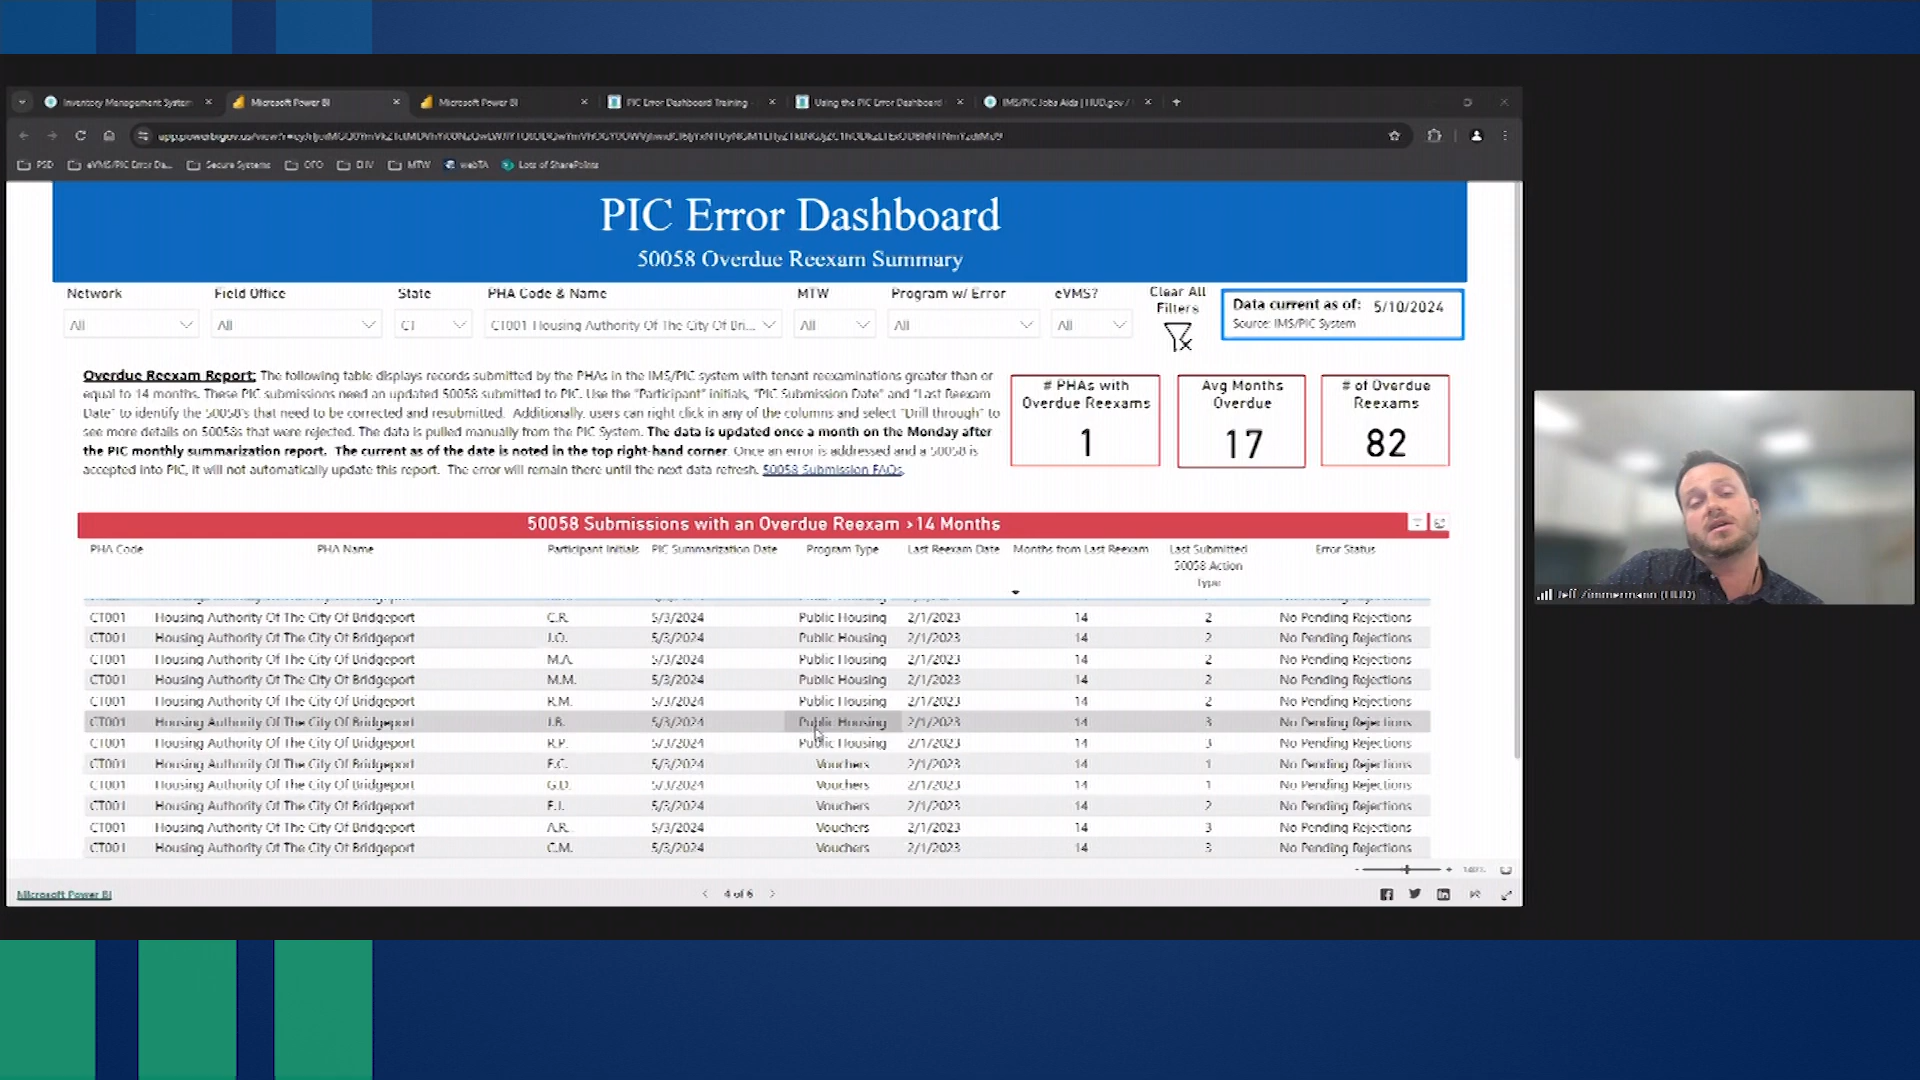 Inventory Management System
Microsoft Power BI
Microsoft Power BI
PIC Error Dashboard Training
Using the PIC Error Dashboard
IMS/PIC Jobs Aids | HUD.gov /
PSD
eVMS/PIC Error Da...
Secure Systems
OFO
EHV
MTW
webTA
Lots of SharePoints
PIC Error Dashboard
50058 Overdue Reexam Summary
Network
Field Office
State
PHA Code & Name
MTW
Program w/ Error
eVMS?
Clear All
Filters
All
All
CT
CT001 Housing Authority Of The City Of Bri...
All
All
All
Data current as of: 5/10/2024
Source: IMS/PIC System
Overdue Reexam Report: The following table displays records submitted by the PHAs in the IMS/PIC system with tenant reexaminations greater than or
equal to 14 months. These PIC submissions need an updated 50058 submitted to PIC. Use the "Participant" initials, "PIC Submission Date" and "Last Reexam
Date" to identify the 50058's that need to be corrected and resubmitted. Additionally, users can right click in any of the columns and select "Drill through" to
see more details on 50058s that were rejected. The data is pulled manually from the PIC System. The data is updated once a month on the Monday after
the PIC monthly summarization report. The current as of the date is noted in the top right-hand corner. Once an error is addressed and a 50058 is
accepted into PIC, it will not automatically update this report. The error will remain there until the next data refresh. 50058 Submission FAQs.
# PHAs with
Overdue Reexams
1
Avg Months
Overdue
17
# of Overdue
Reexams
82
50058 Submissions with an Overdue Reexam >14 Months
PHA Code PHA Name Participant Initials PIC Summarization Date Program Type Last Reexam Date Months from Last Reexam Last Submitted
50058 Action
Type
Error Status
CT001 Housing Authority Of The City Of Bridgeport C.R. 5/3/2024 Public Housing 2/1/2023 14 2 No Pending Rejections
CT001 Housing Authority Of The City Of Bridgeport J.O. 5/3/2024 Public Housing 2/1/2023 14 2 No Pending Rejections
CT001 Housing Authority Of The City Of Bridgeport M.A. 5/3/2024 Public Housing 2/1/2023 14 2 No Pending Rejections
CT001 Housing Authority Of The City Of Bridgeport M.M. 5/3/2024 Public Housing 2/1/2023 14 2 No Pending Rejections
CT001 Housing Authority Of The City Of Bridgeport R.M. 5/3/2024 Public Housing 2/1/2023 14 2 No Pending Rejections
CT001 Housing Authority Of The City Of Bridgeport J.B. 5/3/2024 Public Housing 2/1/2023 14 3 No Pending Rejections
CT001 Housing Authority Of The City Of Bridgeport R.P. 5/3/2024 Public Housing 2/1/2023 14 3 No Pending Rejections
CT001 Housing Authority Of The City Of Bridgeport 5/3/2024 Vouchers 2/1/2023 14 1 No Pending Rejections
CT001 Housing Authority Of The City Of Bridgeport G.D. 5/3/2024 Vouchers 2/1/2023 14 1 No Pending Rejections
CT001 Housing Authority Of The City Of Bridgeport 5/3/2024 Vouchers 2/1/2023 14 2 No Pending Rejections
CT001 Housing Authority Of The City Of Bridgeport A.R. 5/3/2024 Vouchers 2/1/2023 14 3 No Pending Rejections
CT001 Housing Authority Of The City Of Bridgeport C.M. 5/3/2024 Vouchers 2/1/2023 14 3 No Pending Rejections
Microsoft Power BI
4 of 6
Jeff Zimmermann (HUD)